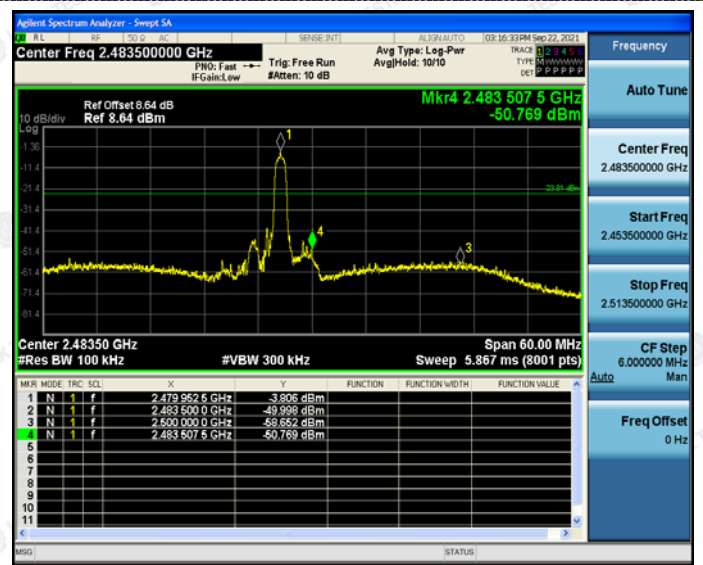 Agilent Spectrum Analyzer - Swept SA
RL RF 50 Ω AC SENSE:INT ALIGNAUTO 03:16:33 PM Sep 22, 2021
Center Freq 2.483500000 GHz
PNO: Fast
IFGain:Low
Trig: Free Run
#Atten: 10 dB
Avg Type: Log-Pwr
Avg|Hold: 10/10
TRACE 1 2 3 4 5 6
TYPE M
DET P P P P P P
Frequency
Auto Tune
Center Freq
2.483500000 GHz
Start Freq
2.453500000 GHz
Stop Freq
2.513500000 GHz
CF Step
6.000000 MHz
Auto Man
Freq Offset
0 Hz
Mkr4 2.483 507 5 GHz
-50.769 dBm
Ref Offset 8.64 dB
10 dB/div Ref 8.64 dBm
Log
-1.36
-11.4
-21.4
-31.4
-41.4
-51.4
-61.4
-71.4
-81.4
1
-23.81 dBm
4
3
Center 2.48350 GHz Span 60.00 MHz
#Res BW 100 kHz #VBW 300 kHz Sweep 5.867 ms (8001 pts)
MKR MODE TRC SCL X Y FUNCTION FUNCTION WIDTH FUNCTION VALUE
1 N 1 f 2.479 952 5 GHz -3.806 dBm
2 N 1 f 2.483 500 0 GHz -49.998 dBm
3 N 1 f 2.500 000 0 GHz -58.652 dBm
4 N 1 f 2.483 507 5 GHz -50.769 dBm
5
6
7
8
9
10
11
MSG STATUS